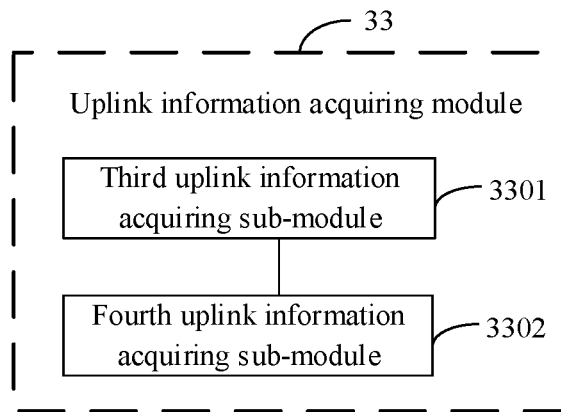 33
Uplink information acquiring module
Third uplink information
acquiring sub-module
3301
Fourth uplink information
acquiring sub-module
3302